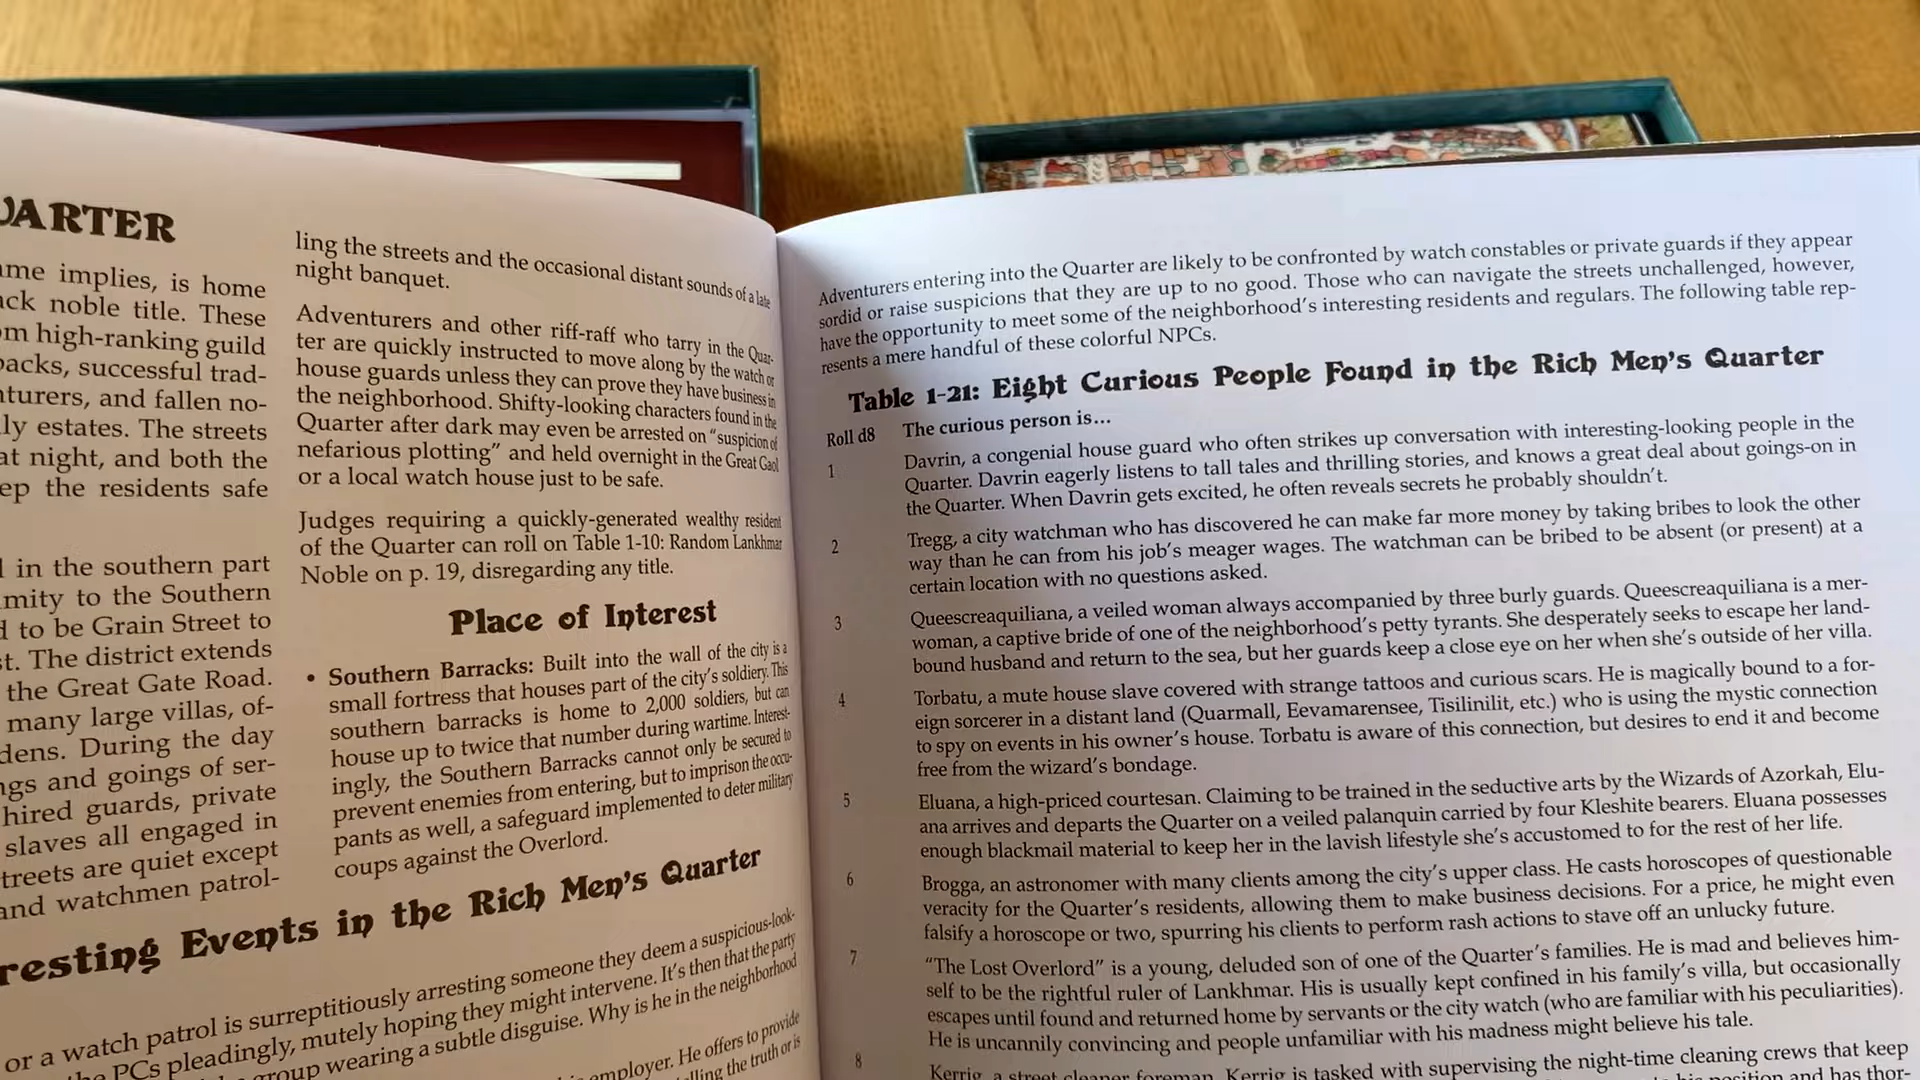 UARTER
ame implies, is home
ack noble title. These
om high-ranking guild
packs, successful trad-
nturers, and fallen no-
ly estates. The streets
at night, and both the
ep the residents safe
in the southern part
mity to the Southern
d to be Grain Street to
st. The district extends
the Great Gate Road.
many large villas, of-
dens. During the day
ngs and goings of ser-
hired guards, private
slaves all engaged in
treets are quiet except
and watchmen patrol-
ling the streets and the occasional distant sounds of a late
night banquet.
Adventurers and other riff-raff who tarry in the Quar-
ter are quickly instructed to move along by the watch or
house guards unless they can prove they have business in
the neighborhood. Shifty-looking characters found in the
Quarter after dark may even be arrested on “suspicion of
nefarious plotting” and held overnight in the Great Gaol
or a local watch house just to be safe.
Judges requiring a quickly-generated wealthy resident
of the Quarter can roll on Table 1-10: Random Lankhmar
Noble on p. 19, disregarding any title.
Place of Interest
• Southern Barracks: Built into the wall of the city is a
small fortress that houses part of the city’s soldiery. This
southern barracks is home to 2,000 soldiers, but can
house up to twice that number during wartime. Interest-
ingly, the Southern Barracks cannot only be secured to
prevent enemies from entering, but to imprison the occu-
pants as well, a safeguard implemented to deter military
coups against the Overlord.
resting Events in the Rich Men’s Quarter
or a watch patrol is surreptitiously arresting someone they deem a suspicious-look-
the PCs pleadingly, mutely hoping they might intervene. It’s then that the party
group wearing a subtle disguise. Why is he in the neighborhood
employer. He offers to provide
telling the truth or is
Adventurers entering into the Quarter are likely to be confronted by watch constables or private guards if they appear
sordid or raise suspicions that they are up to no good. Those who can navigate the streets unchallenged, however,
have the opportunity to meet some of the neighborhood’s interesting residents and regulars. The following table rep-
resents a mere handful of these colorful NPCs.
Table 1-21: Eight Curious People Found in the Rich Men’s Quarter
Roll d8 The curious person is…
1 Davrin, a congenial house guard who often strikes up conversation with interesting-looking people in the
Quarter. Davrin eagerly listens to tall tales and thrilling stories, and knows a great deal about goings-on in
the Quarter. When Davrin gets excited, he often reveals secrets he probably shouldn’t.
2 Tregg, a city watchman who has discovered he can make far more money by taking bribes to look the other
way than he can from his job’s meager wages. The watchman can be bribed to be absent (or present) at a
certain location with no questions asked.
3 Queescreaquiliana, a veiled woman always accompanied by three burly guards. Queescreaquiliana is a mer-
woman, a captive bride of one of the neighborhood’s petty tyrants. She desperately seeks to escape her land-
bound husband and return to the sea, but her guards keep a close eye on her when she’s outside of her villa.
4 Torbatu, a mute house slave covered with strange tattoos and curious scars. He is magically bound to a for-
eign sorcerer in a distant land (Quarmall, Eevamarensee, Tisilinilit, etc.) who is using the mystic connection
to spy on events in his owner’s house. Torbatu is aware of this connection, but desires to end it and become
free from the wizard’s bondage.
5 Eluana, a high-priced courtesan. Claiming to be trained in the seductive arts by the Wizards of Azorkah, Elu-
ana arrives and departs the Quarter on a veiled palanquin carried by four Kleshite bearers. Eluana possesses
enough blackmail material to keep her in the lavish lifestyle she’s accustomed to for the rest of her life.
6 Brogga, an astronomer with many clients among the city’s upper class. He casts horoscopes of questionable
veracity for the Quarter’s residents, allowing them to make business decisions. For a price, he might even
falsify a horoscope or two, spurring his clients to perform rash actions to stave off an unlucky future.
7 “The Lost Overlord” is a young, deluded son of one of the Quarter’s families. He is mad and believes him-
self to be the rightful ruler of Lankhmar. His is usually kept confined in his family’s villa, but occasionally
escapes until found and returned home by servants or the city watch (who are familiar with his peculiarities).
He is uncannily convincing and people unfamiliar with his madness might believe his tale.
8 Kerrig, a street cleaner foreman. Kerrig is tasked with supervising the night-time cleaning crews that keep
position and has thor-